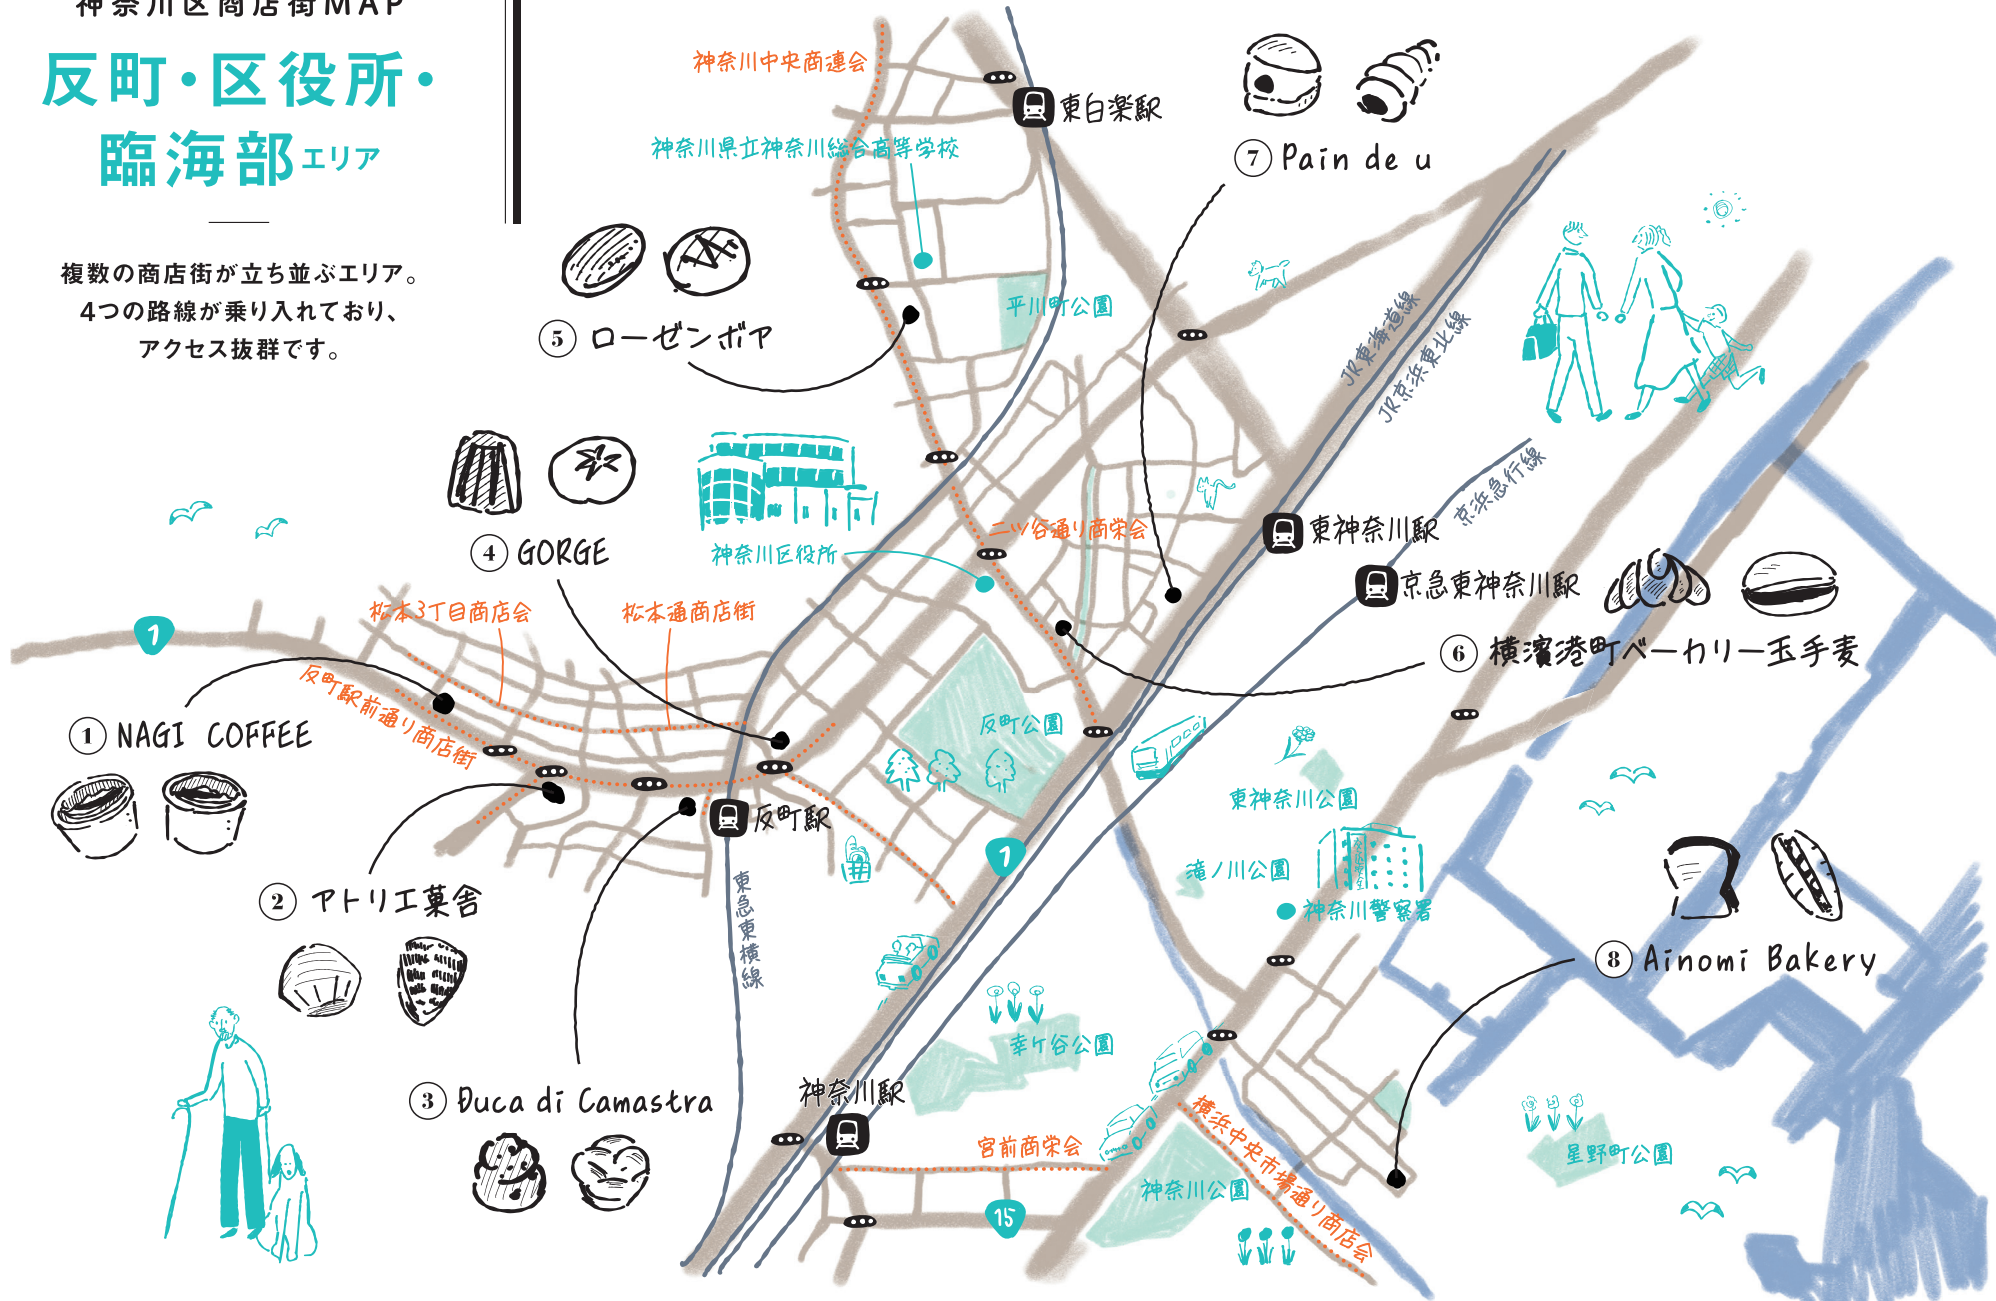 神奈川区商店街MAP
反町・区役所・
臨海部エリア
複数の商店街が立ち並ぶエリア。
4つの路線が乗り入れており、
アクセス抜群です。
神奈川中央商連会
東白楽駅
神奈川県立神奈川総合高等学校
7 Pain de u
平川町公園
5 ローゼンボア
JR東海道線
JR京浜東北線
京浜急行線
4 GORGE
神奈川区役所
二ツ谷通り商栄会
東神奈川駅
京急東神奈川駅
6 横濱港町ベーカリー玉手麦
1
松本3丁目商店会
松本通商店街
反町駅前通り商店街
1 NAGI COFFEE
反町公園
反町駅
東神奈川公園
1
滝ノ川公園
神奈川警察署
2 アトリエ菓舎
東急東横線
8 Ainomi Bakery
幸ケ谷公園
3 Duca di Camastra
神奈川駅
宮前商栄会
横浜中央市場通り商店会
神奈川公園
星野町公園
15